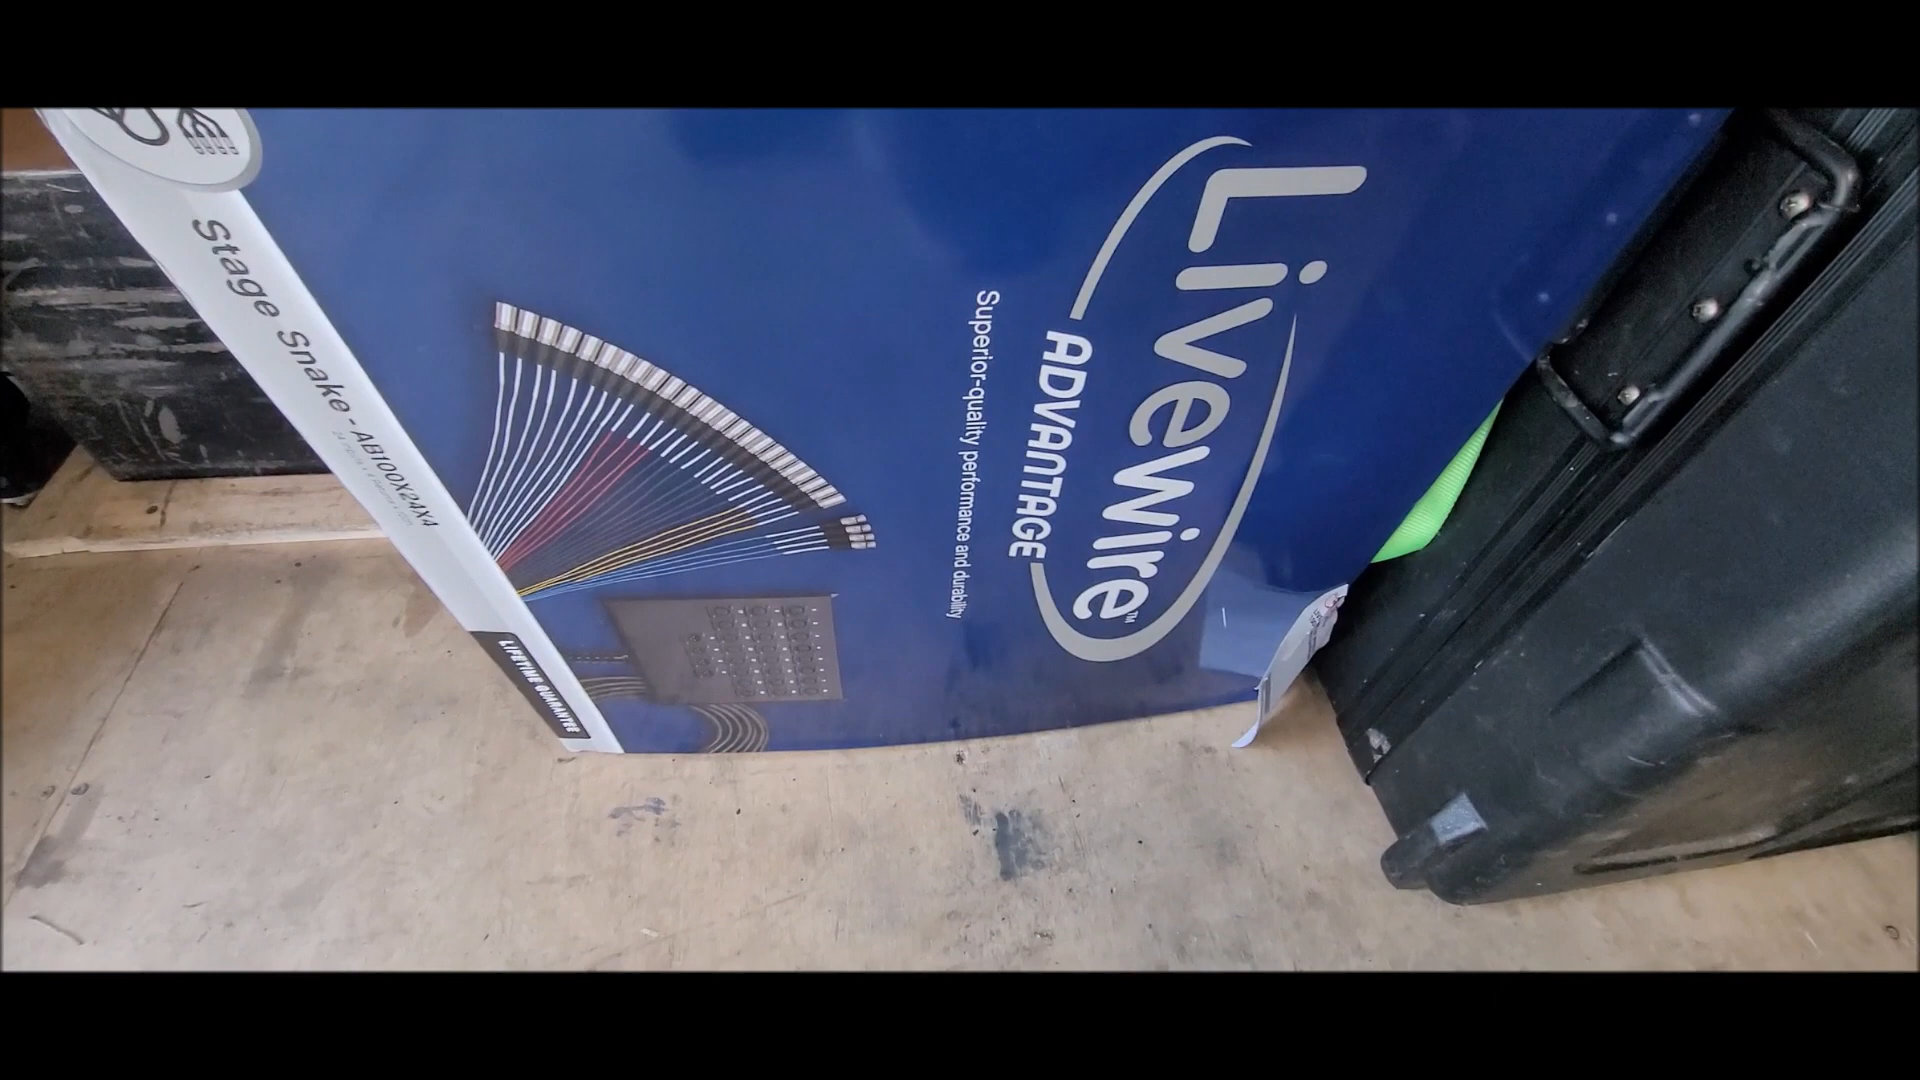 LiveWire™
ADVANTAGE
Superior-quality performance and durability
Stage Snake - AB100X24X4
LIFETIME GUARANTEE